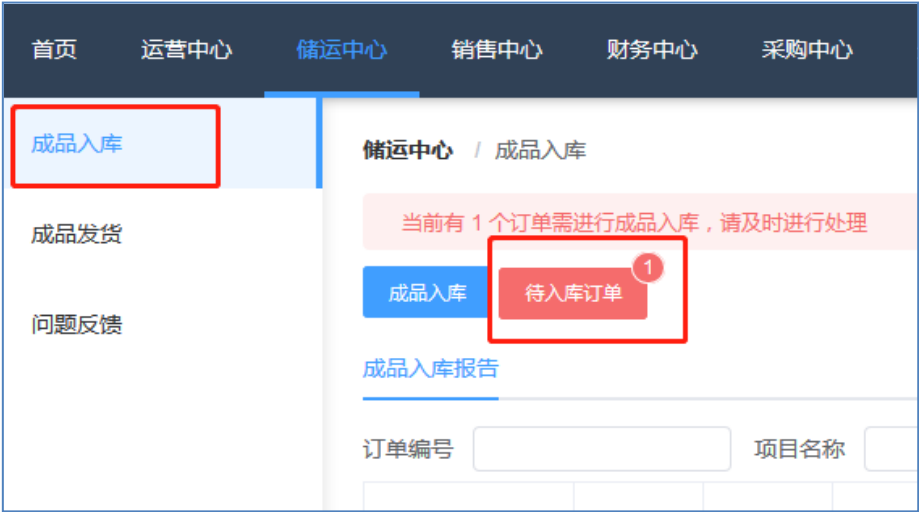 首页 运营中心 储运中心 销售中心 财务中心 采购中心
成品入库
储运中心 / 成品入库
当前有 1 个订单需进行成品入库，请及时进行处理
成品发货
成品入库 待入库订单 1
问题反馈
成品入库报告
订单编号 项目名称